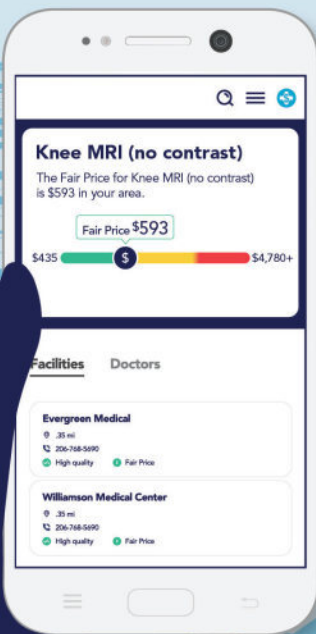 Knee MRI (no contrast)
The Fair Price for Knee MRI (no contrast)
is $593 in your area.
Fair Price $593
$435
$
$4,780+
Facilities
Doctors
Evergreen Medical
.35 mi
206-768-5690
High quality
Fair Price
Williamson Medical Center
.35 mi
206-768-5690
High quality
Fair Price